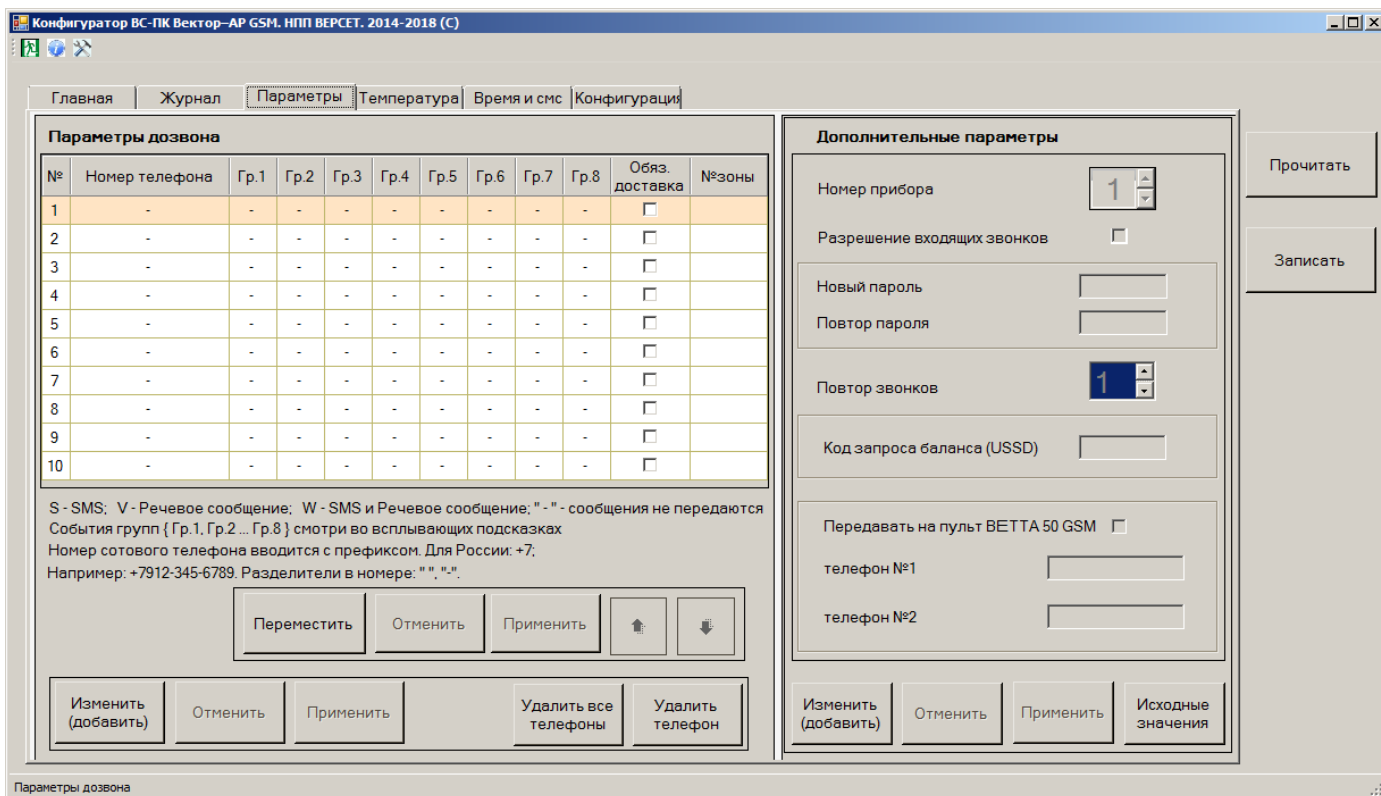 Конфигуратор ВС-ПК Вектор–АР GSM. НПП ВЕРСЕТ. 2014-2018 (С)
Главная Журнал Параметры Температура Время и смс Конфигурация
Параметры дозвона
№ Номер телефона Гр.1 Гр.2 Гр.3 Гр.4 Гр.5 Гр.6 Гр.7 Гр.8 Обяз. доставка №зоны
1 - - - - - - - - -
2 - - - - - - - - -
3 - - - - - - - - -
4 - - - - - - - - -
5 - - - - - - - - -
6 - - - - - - - - -
7 - - - - - - - - -
8 - - - - - - - - -
9 - - - - - - - - -
10 - - - - - - - - -
S - SMS; V - Речевое сообщение; W - SMS и Речевое сообщение; " - " - сообщения не передаются
События групп { Гр.1, Гр.2 ... Гр.8 } смотри во всплывающих подсказках
Номер сотового телефона вводится с префиксом. Для России: +7;
Например: +7912-345-6789. Разделители в номере: " ", "-".
Переместить Отменить Применить
Изменить (добавить) Отменить Применить Удалить все телефоны Удалить телефон
Дополнительные параметры
Номер прибора 1
Разрешение входящих звонков
Новый пароль
Повтор пароля
Повтор звонков 1
Код запроса баланса (USSD)
Передавать на пульт BETTA 50 GSM
телефон №1
телефон №2
Изменить (добавить) Отменить Применить Исходные значения
Прочитать
Записать
Параметры дозвона